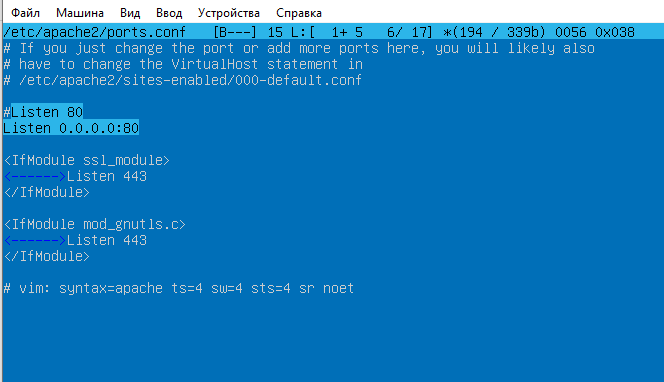 Файл Машина Вид Ввод Устройства Справка
/etc/apache2/ports.conf [B---] 15 L:[ 1+ 5 6/ 17] *(194 / 339b) 0056 0x038
# If you just change the port or add more ports here, you will likely also
# have to change the VirtualHost statement in
# /etc/apache2/sites-enabled/000-default.conf
#Listen 80
Listen 0.0.0.0:80
<IfModule ssl_module>
<------>Listen 443
</IfModule>
<IfModule mod_gnutls.c>
<------>Listen 443
</IfModule>
# vim: syntax=apache ts=4 sw=4 sts=4 sr noet